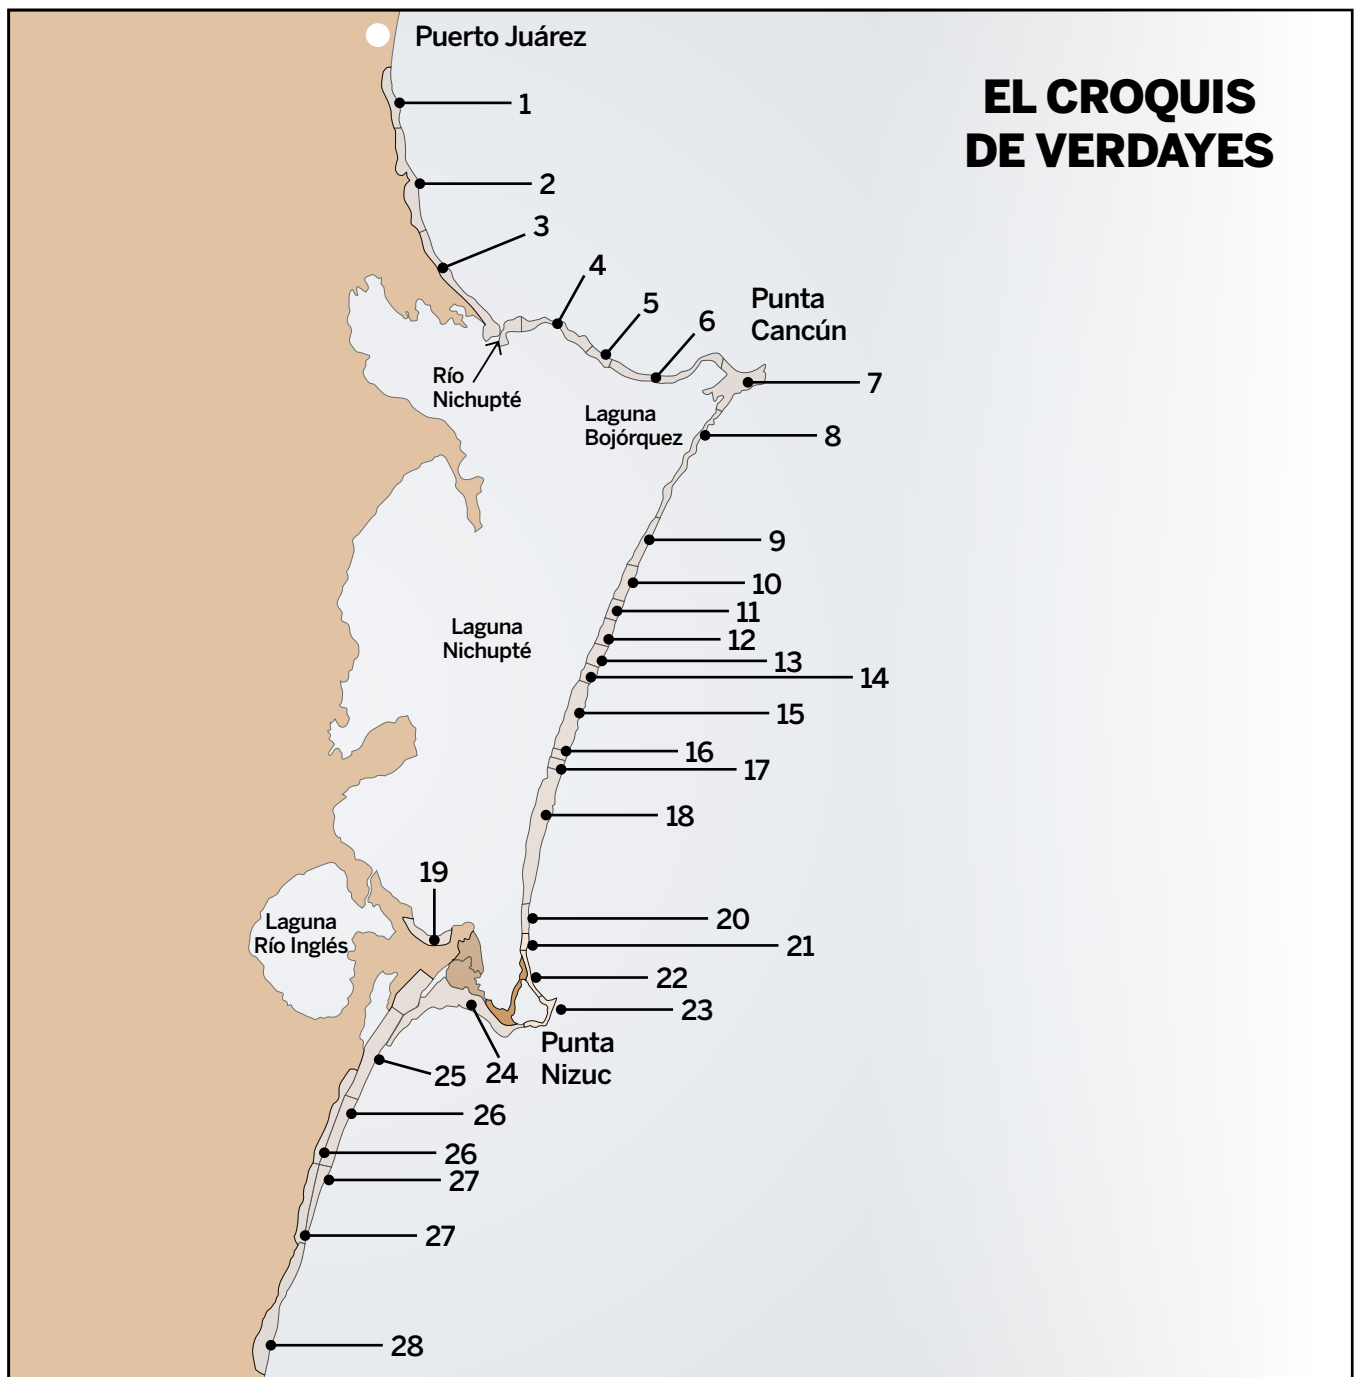 Puerto Juárez
EL CROQUIS
DE VERDAYES
1
2
3
4
5
6
Punta
Cancún
7
Río
Nichupté
Laguna
Bojórquez
8
9
10
11
12
Laguna
Nichupté
13
14
15
16
17
18
19
Laguna
Río Inglés
20
21
22
23
Punta
Nizuc
24
25
26
26
27
27
28